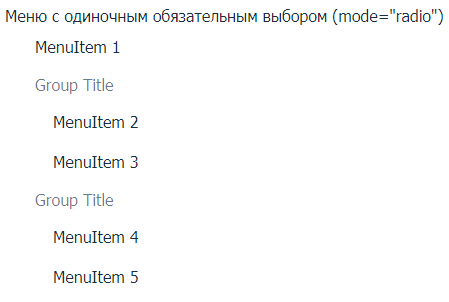 Меню с одиночным обязательным выбором (mode="radio")
MenuItem 1
Group Title
MenuItem 2
MenuItem 3
Group Title
MenuItem 4
MenuItem 5